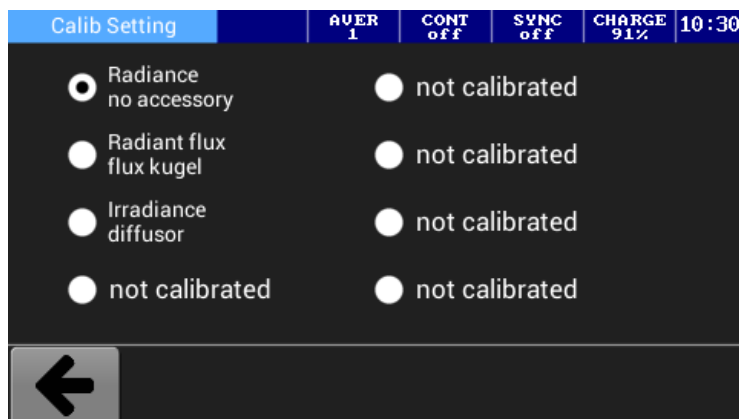 Calib Setting
AVER
1
CONT
off
SYNC
off
CHARGE
91%
10:30
Radiance
no accessory
not calibrated
Radiant flux
flux kugel
not calibrated
Irradiance
diffusor
not calibrated
not calibrated
not calibrated